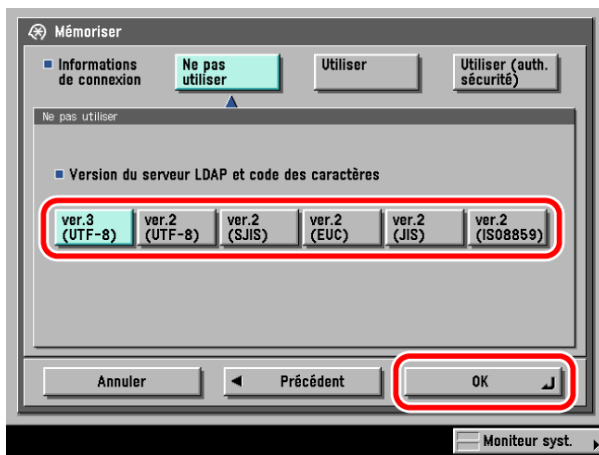 Mémoriser
Informations
de connexion
Ne pas
utiliser
Utiliser
Utiliser (auth.
sécurité)
Ne pas utiliser
Version du serveur LDAP et code des caractères
ver.3
(UTF-8)
ver.2
(UTF-8)
ver.2
(SJIS)
ver.2
(EUC)
ver.2
(JIS)
ver.2
(ISO8859)
Annuler
Précédent
OK
Moniteur syst.